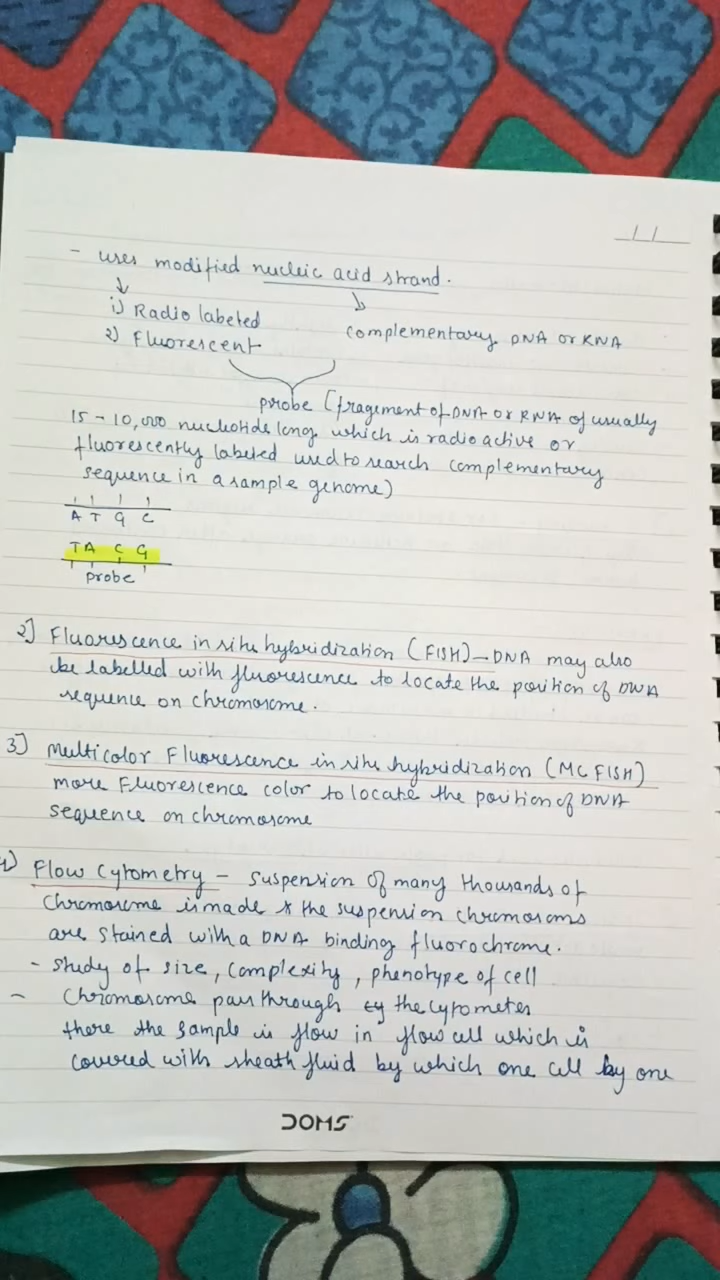 / /
- uses modified nucleic acid strand.
1) Radio labeted
2) Fluorescent
complementary DNA or RNA
probe (fragement of DNA or RNA of usually
15-10,000 nucleotide long which is radioactive or
fluorescently labeted used to search complementary
sequence in a sample genome)
A T G C
TA C G
probe
2] Fluorescence in situ hybridization (FISH) - DNA may also
be labelled with fluorescence to locate the position of DNA
sequence on chromosome.
3] Multicolor Fluorescence in situ hybridization (MC FISH)
more Fluorescence color to locate the position of DNA
sequence on chromosome
4) Flow Cytometry - suspension of many thousands of
Chromosome is made & the suspension chromosoms
are stained with a DNA binding fluorochrome.
- study of size, complexity, phenotype of cell
- Chromosome pass through the cytometer
there the sample is flow in flow cell which is
covered with sheath fluid by which one cell by one
DOMS